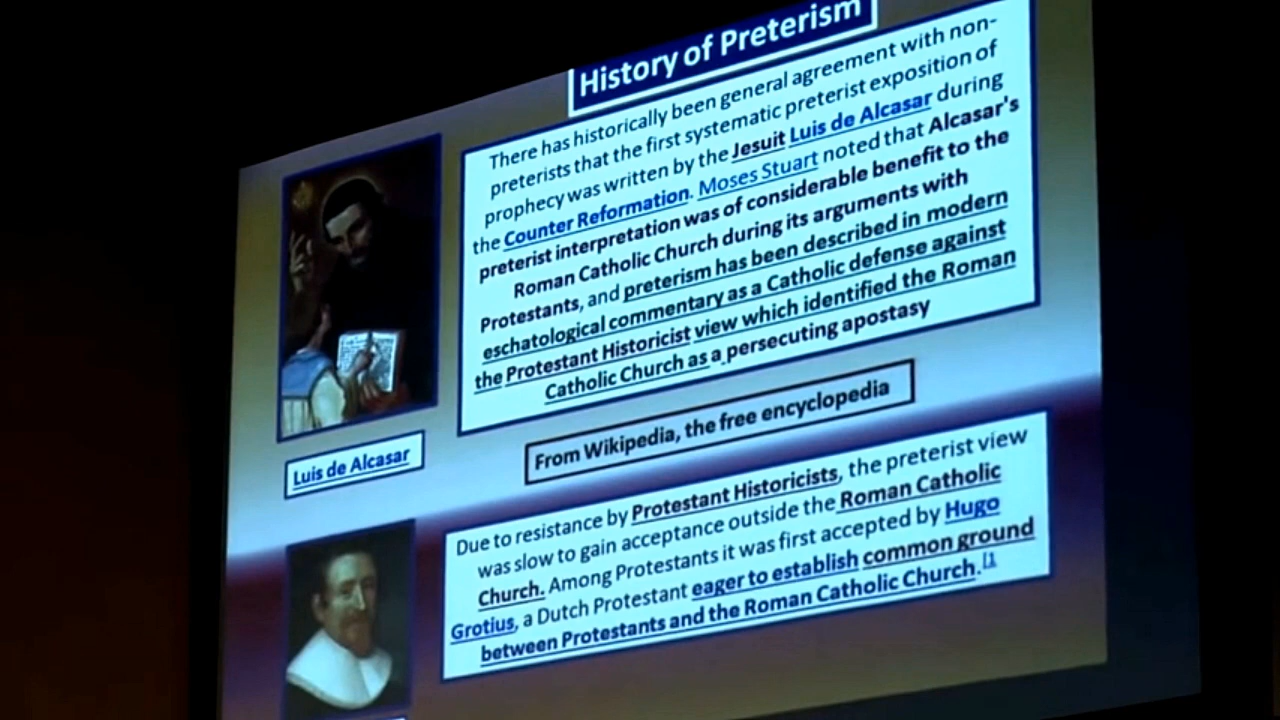 History of Preterism
There has historically been general agreement with non-
preterists that the first systematic preterist exposition of
prophecy was written by the Jesuit Luis de Alcasar during
the Counter Reformation. Moses Stuart noted that Alcasar's
preterist interpretation was of considerable benefit to the
Roman Catholic Church during its arguments with
Protestants, and preterism has been described in modern
eschatological commentary as a Catholic defense against
the Protestant Historicist view which identified the Roman
Catholic Church as a persecuting apostasy
From Wikipedia, the free encyclopedia
Luis de Alcasar
Due to resistance by Protestant Historicists, the preterist view
was slow to gain acceptance outside the Roman Catholic
Church. Among Protestants it was first accepted by Hugo
Grotius, a Dutch Protestant eager to establish common ground
between Protestants and the Roman Catholic Church.